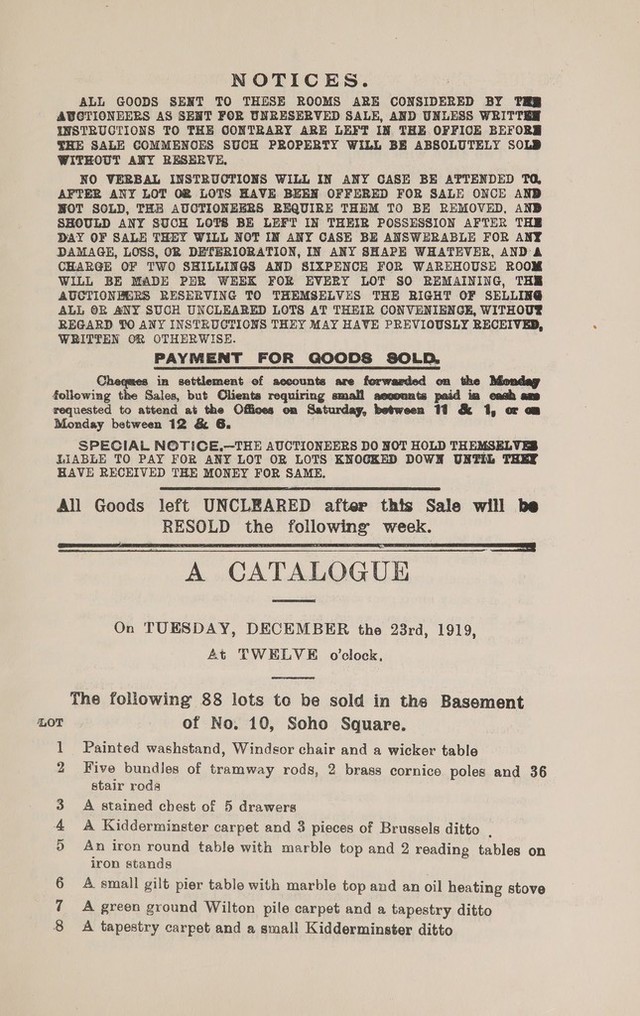 NOTICES.
ALL GOODS SENT TO THESE ROOMS ARE CONSIDERED BY THE
AUCTIONEERS AS SENT FOR UNRESERVED SALE, AND UNLESS WRITTEN
INSTRUCTIONS TO THE CONTRARY ARE LEFT IN THE OFFICE BEFORE
THE SALE COMMENCES SUCH PROPERTY WILL BE ABSOLUTELY SOLD
WITHOUT ANY RESERVE.
NO VERBAL INSTRUCTIONS WILL IN ANY CASE BE ATTENDED TO,
AFTER ANY LOT OR LOTS HAVE BEEN OFFERED FOR SALE ONCE AND
NOT SOLD, THE AUCTIONEERS REQUIRE THEM TO BE REMOVED, AND
SHOULD ANY SUCH LOTS BE LEFT IN THEIR POSSESSION AFTER THE
DAY OF SALE THEY WILL NOT IN ANY CASE BE ANSWERABLE FOR ANY
DAMAGE, LOSS, OR DETERIORATION, IN ANY SHAPE WHATEVER, AND A
CHARGE OF TWO SHILLINGS AND SIXPENCE FOR WAREHOUSE ROOM
WILL BE MADE PER WEEK FOR EVERY LOT SO REMAINING, THE
AUCTIONEERS RESERVING TO THEMSELVES THE RIGHT OF SELLING
ALL OR ANY SUCH UNCLEARED LOTS AT THEIR CONVENIENCE, WITHOUT
REGARD TO ANY INSTRUCTIONS THEY MAY HAVE PREVIOUSLY RECEIVED,
WRITTEN OR OTHERWISE.
PAYMENT FOR GOODS SOLD.
Cheques in settlement of accounts are forwarded on the Monday
following the Sales, but Clients requiring small accounts paid in cash are
requested to attend at the Offices on Saturday, between 11 & 1, or on
Monday between 12 & 6.
SPECIAL NOTICE.—THE AUCTIONEERS DO NOT HOLD THEMSELVES
LIABLE TO PAY FOR ANY LOT OR LOTS KNOCKED DOWN UNTIL THEY
HAVE RECEIVED THE MONEY FOR SAME.
All Goods left UNCLEARED after this Sale will be
RESOLD the following week.
A CATALOGUE
On TUESDAY, DECEMBER the 23rd, 1919,
At TWELVE o'clock.
The following 88 lots to be sold in the Basement
LOT of No. 10, Soho Square.
1 Painted washstand, Windsor chair and a wicker table
2 Five bundles of tramway rods, 2 brass cornice poles and 36
stair rods
3 A stained chest of 5 drawers
4 A Kidderminster carpet and 3 pieces of Brussels ditto .
5 An iron round table with marble top and 2 reading tables on
iron stands
6 A small gilt pier table with marble top and an oil heating stove
7 A green ground Wilton pile carpet and a tapestry ditto
8 A tapestry carpet and a small Kidderminster ditto